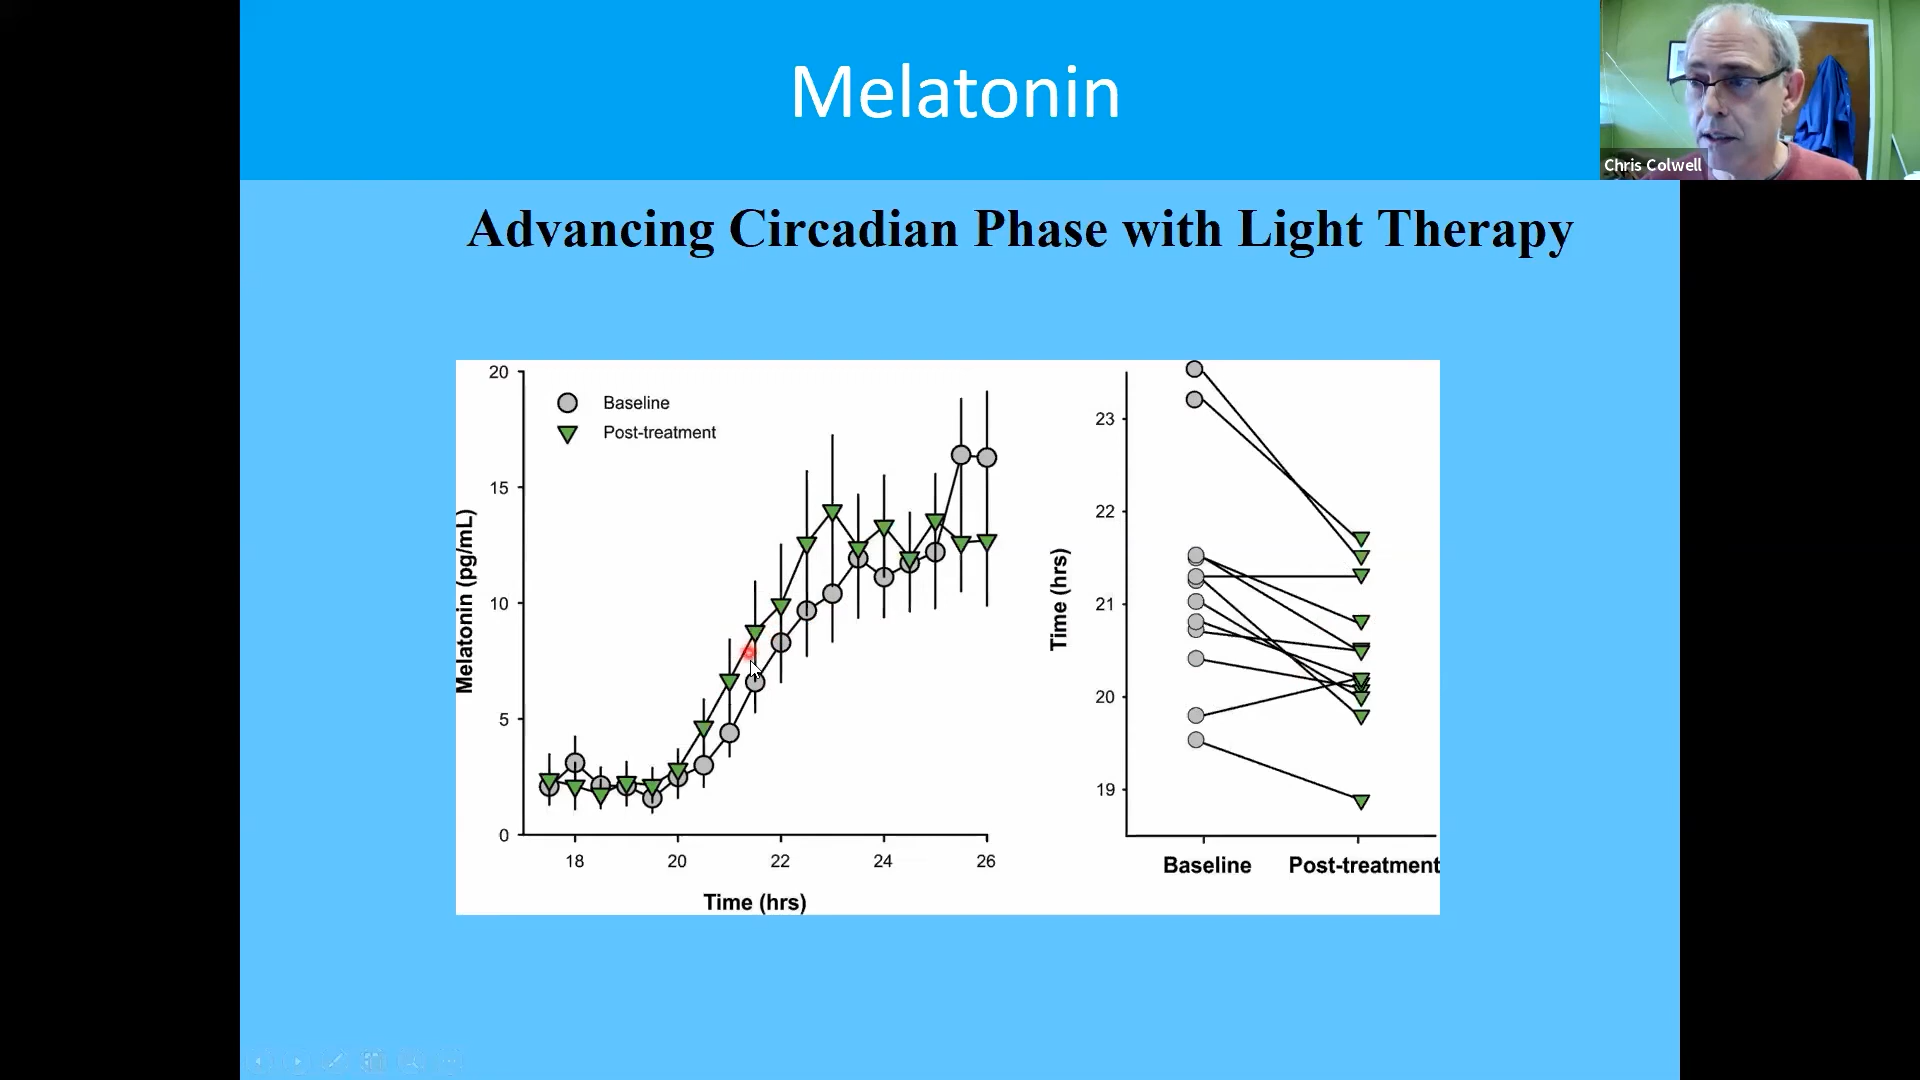 Melatonin
Chris Colwell
Advancing Circadian Phase with Light Therapy
20
15
10
5
0
Melatonin (pg/mL)
Baseline
Post-treatment
18 20 22 24 26
Time (hrs)
23
22
21
20
19
Time (hrs)
Baseline Post-treatment